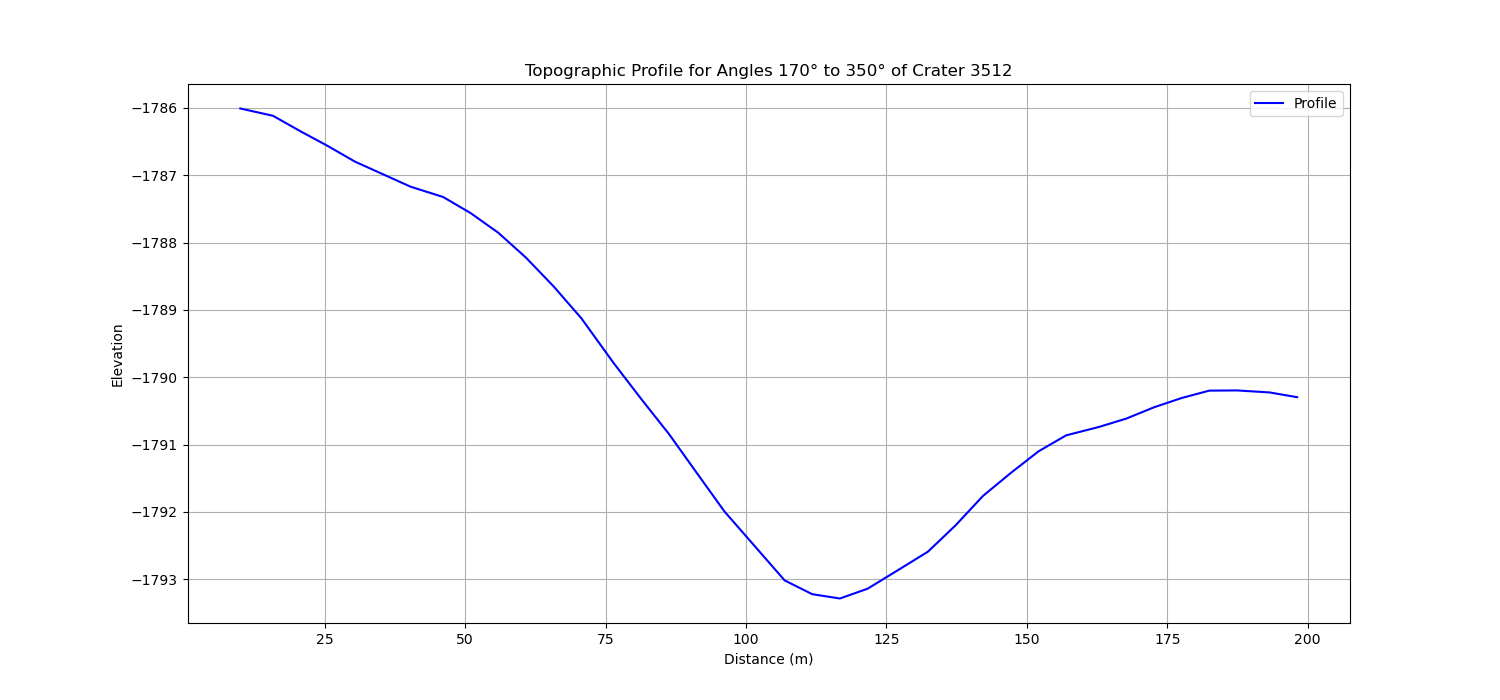 Topographic Profile for Angles 170° to 350° of Crater 3512
Profile
−1786
−1787
−1788
−1789
−1790
−1791
−1792
−1793
Elevation
25 50 75 100 125 150 175 200
Distance (m)